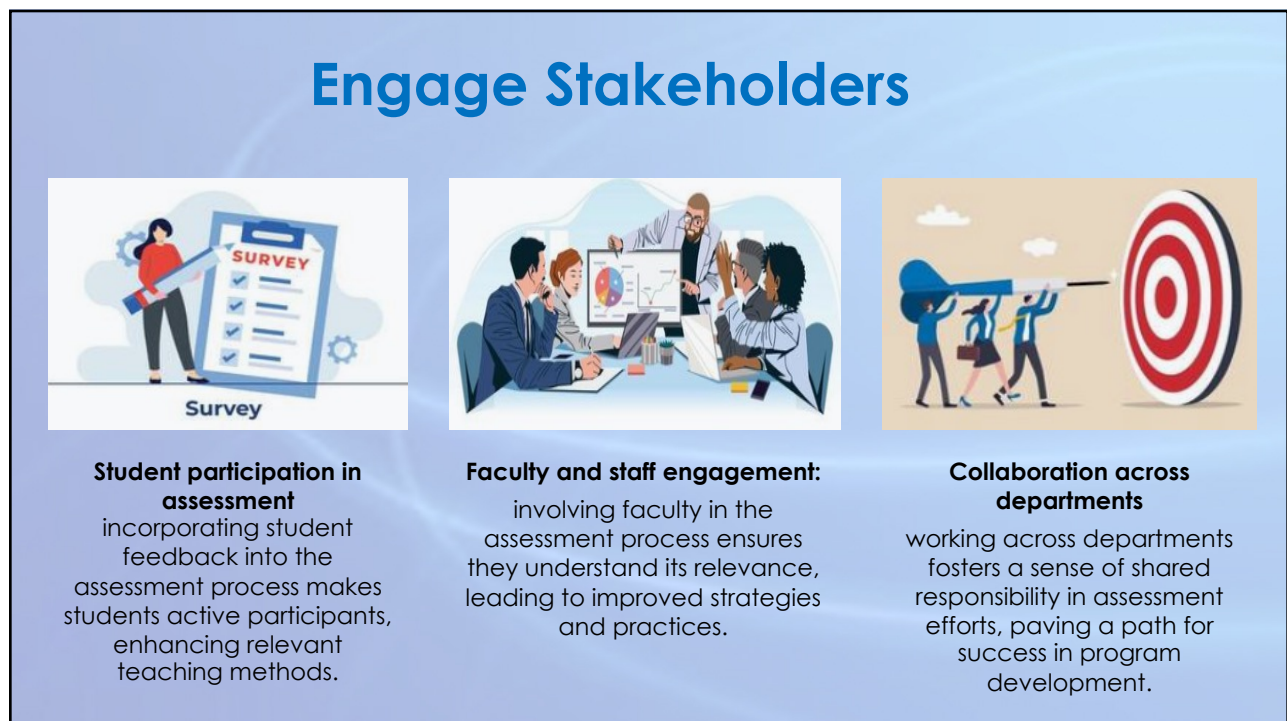 Engage Stakeholders
SURVEY
Survey
Student participation in
assessment
incorporating student
feedback into the
assessment process makes
students active participants,
enhancing relevant
teaching methods.
Faculty and staff engagement:
involving faculty in the
assessment process ensures
they understand its relevance,
leading to improved strategies
and practices.
Collaboration across
departments
working across departments
fosters a sense of shared
responsibility in assessment
efforts, paving a path for
success in program
development.